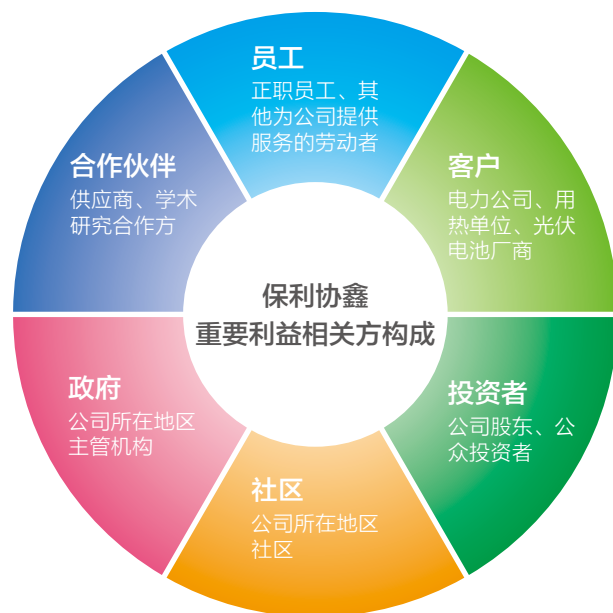 员工
正职员工、其
他为公司提供
服务的劳动者
客户
电力公司、用
热单位、光伏
电池厂商
投资者
公司股东、公
众投资者
社区
公司所在地区
社区
政府
公司所在地区
主管机构
合作伙伴
供应商、学术
研究合作方
保利协鑫
重要利益相关方构成